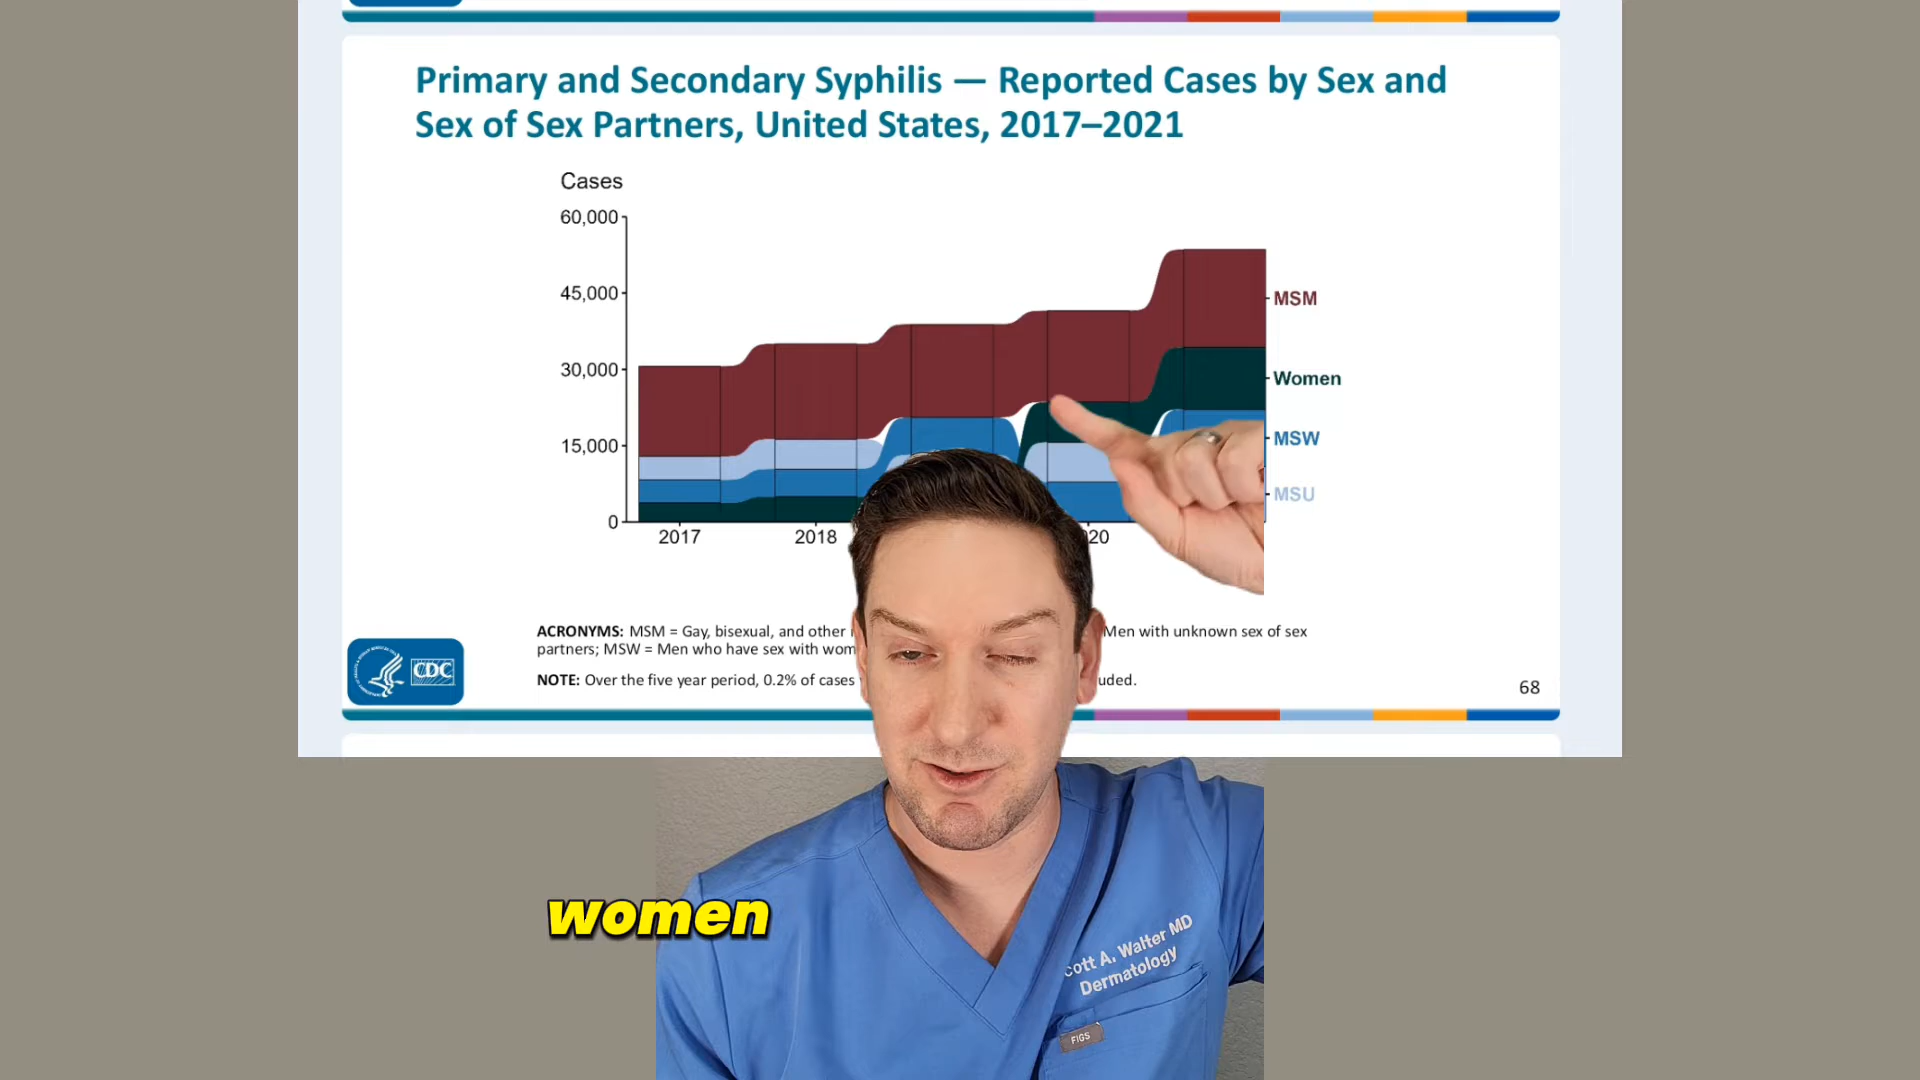 Primary and Secondary Syphilis — Reported Cases by Sex and
Sex of Sex Partners, United States, 2017–2021
Cases
60,000
45,000
30,000
15,000
0
2017
2018
20
MSM
Women
MSW
MSU
ACRONYMS: MSM = Gay, bisexual, and other
Men with unknown sex of sex
partners; MSW = Men who have sex with wom
NOTE: Over the five year period, 0.2% of cases
uded.
CDC
68
women
cott A. Walter MD
Dermatology
FIGS